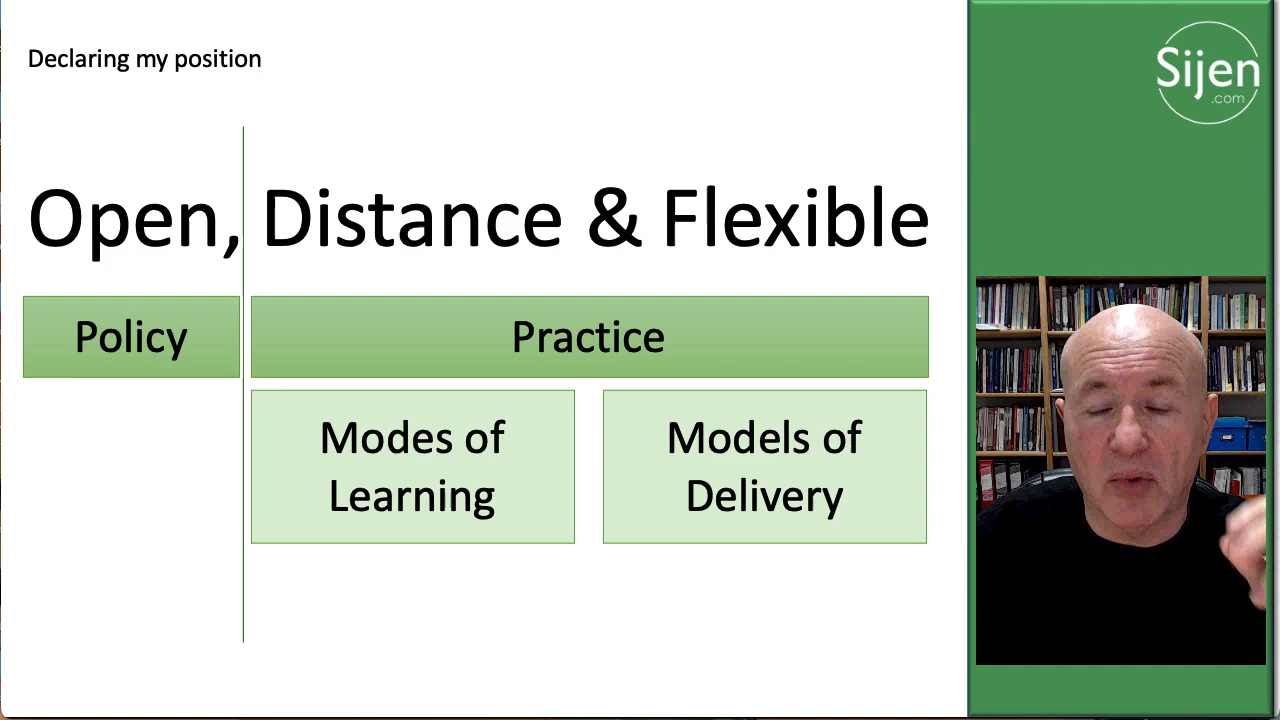 Declaring my position
Sijen
.com
Open, Distance & Flexible
Policy
Practice
Modes of
Learning
Models of
Delivery